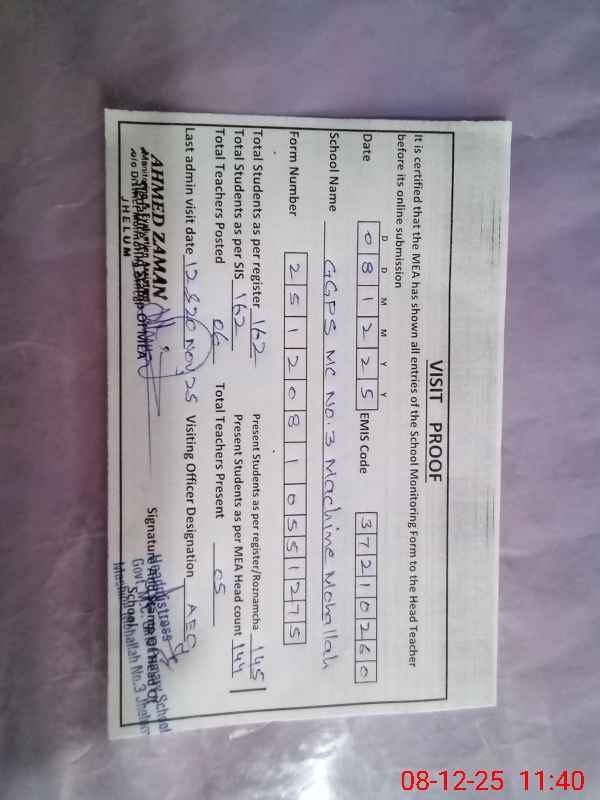 VISIT PROOF
It is certified that the MEA has shown all entries of the School Monitoring Form to the Head Teacher
before its online submission
D D M M Y Y
Date 0 8 1 2 2 5 EMIS Code 3 7 2 1 0 2 6 0
School Name GGPS MC No. 3 Machine Mohallah
Form Number 2 5 1 2 0 8 1 0 5 5 1 2 7 5
Total Students as per register 162 Present Students as per register/Roznamcha 145
Total Students as per SIS 162 Present Students as per MEA Head count 144
Total Teachers Posted 06 Total Teachers Present 05
Last admin visit date 12 & 20 Nov, 25 Visiting Officer Designation AEO
AHMED ZAMAN
JHELUM
Signature And Stamp of Head Of
School
Headmistress
Mohallah No.3 Jhelum
08-12-25 11:40